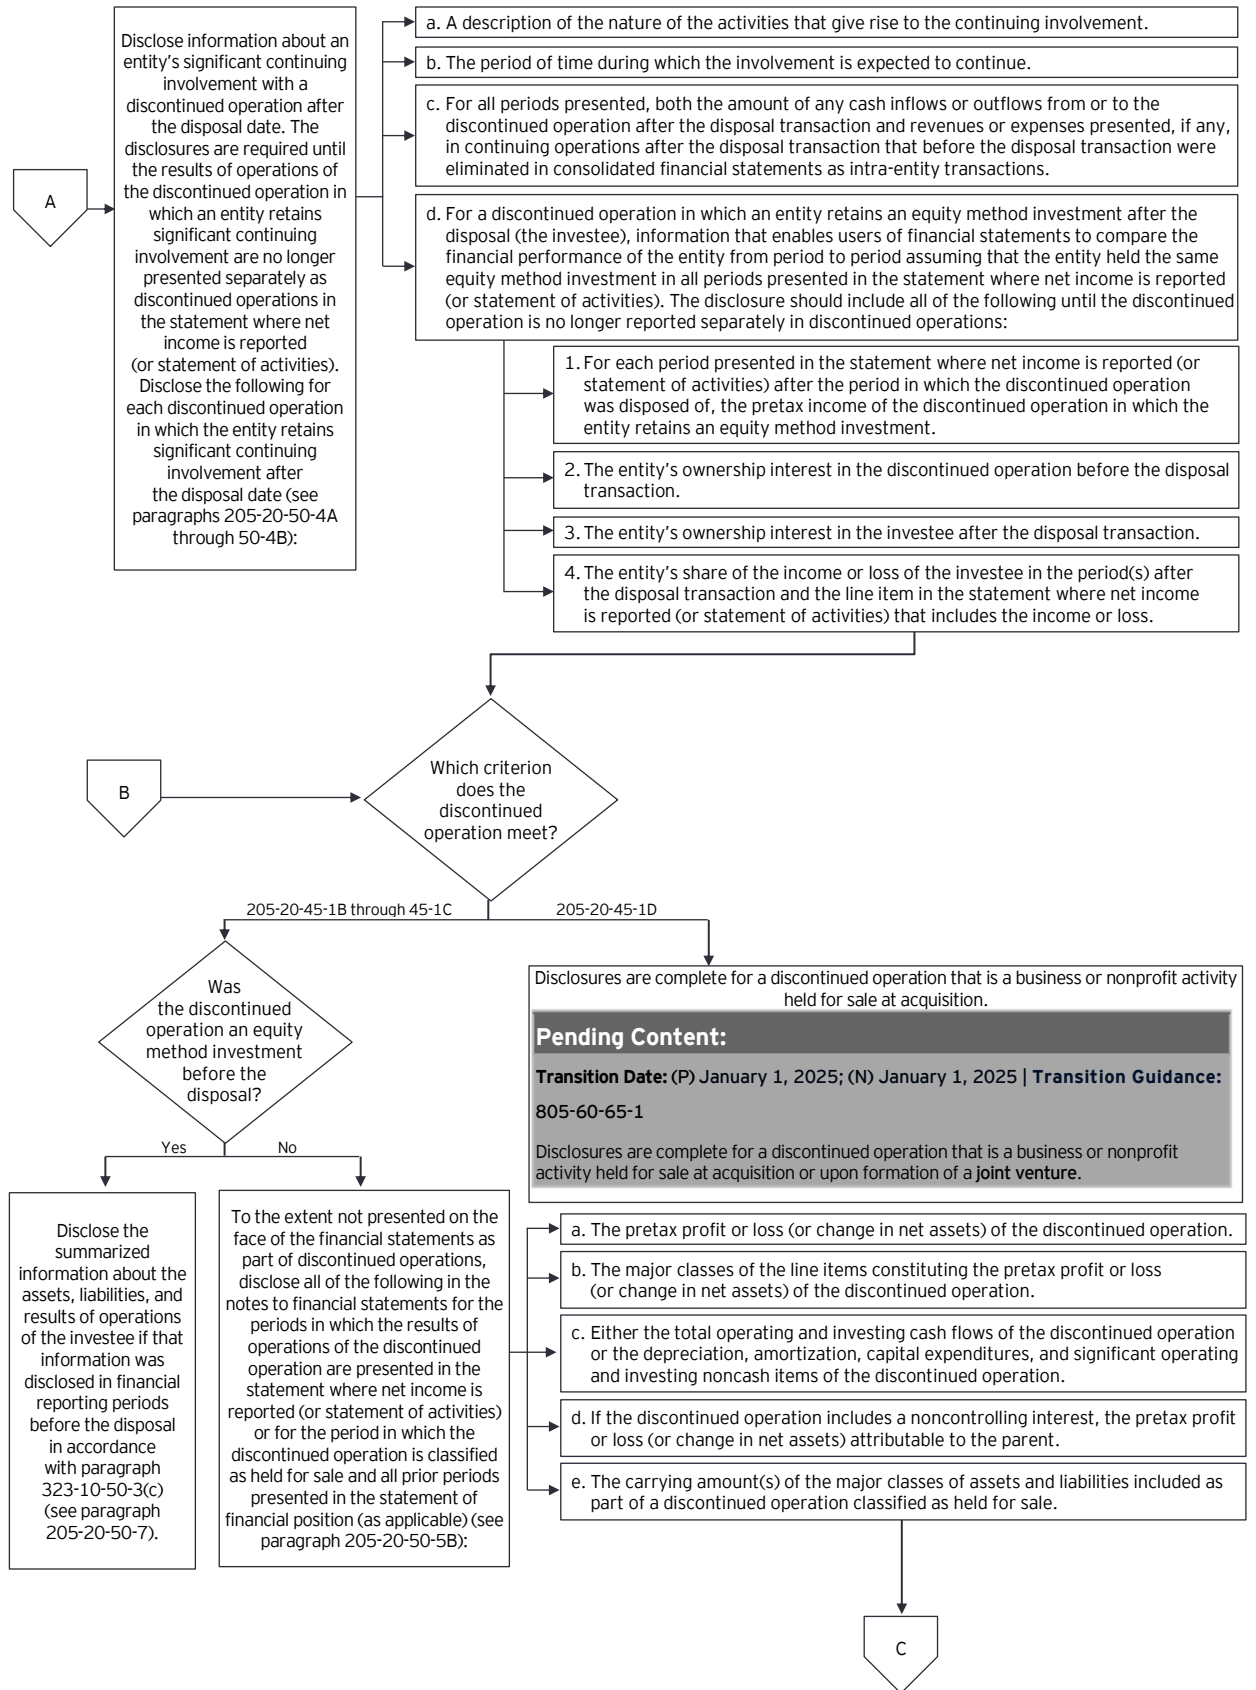 A
Disclose information about an
entity's significant continuing
involvement with a
discontinued operation after
the disposal date. The
disclosures are required until
the results of operations of
the discontinued operation in
which an entity retains
significant continuing
involvement are no longer
presented separately as
discontinued operations in
the statement where net
income is reported
(or statement of activities).
Disclose the following for
each discontinued operation
in which the entity retains
significant continuing
involvement after
the disposal date (see
paragraphs 205-20-50-4A
through 50-4B):
a. A description of the nature of the activities that give rise to the continuing involvement.
b. The period of time during which the involvement is expected to continue.
c. For all periods presented, both the amount of any cash inflows or outflows from or to the
discontinued operation after the disposal transaction and revenues or expenses presented, if any,
in continuing operations after the disposal transaction that before the disposal transaction were
eliminated in consolidated financial statements as intra-entity transactions.
d. For a discontinued operation in which an entity retains an equity method investment after the
disposal (the investee), information that enables users of financial statements to compare the
financial performance of the entity from period to period assuming that the entity held the same
equity method investment in all periods presented in the statement where net income is reported
(or statement of activities). The disclosure should include all of the following until the discontinued
operation is no longer reported separately in discontinued operations:
1. For each period presented in the statement where net income is reported (or
statement of activities) after the period in which the discontinued operation
was disposed of, the pretax income of the discontinued operation in which the
entity retains an equity method investment.
2. The entity's ownership interest in the discontinued operation before the disposal
transaction.
3. The entity's ownership interest in the investee after the disposal transaction.
4. The entity's share of the income or loss of the investee in the period(s) after
the disposal transaction and the line item in the statement where net income
is reported (or statement of activities) that includes the income or loss.
B
Which criterion
does the
discontinued
operation meet?
205-20-45-1B through 45-1C
205-20-45-1D
Was
the discontinued
operation an equity
method investment
before the
disposal?
Disclosures are complete for a discontinued operation that is a business or nonprofit activity
held for sale at acquisition.
Pending Content:
Transition Date: (P) January 1, 2025; (N) January 1, 2025 | Transition Guidance:
805-60-65-1
Disclosures are complete for a discontinued operation that is a business or nonprofit
activity held for sale at acquisition or upon formation of a joint venture.
Yes
No
Disclose the
summarized
information about the
assets, liabilities, and
results of operations
of the investee if that
information was
disclosed in financial
reporting periods
before the disposal
in accordance
with paragraph
323-10-50-3(c)
(see paragraph
205-20-50-7).
To the extent not presented on the
face of the financial statements as
part of discontinued operations,
disclose all of the following in the
notes to financial statements for the
periods in which the results of
operations of the discontinued
operation are presented in the
statement where net income is
reported (or statement of activities)
or for the period in which the
discontinued operation is classified
as held for sale and all prior periods
presented in the statement of
financial position (as applicable) (see
paragraph 205-20-50-5B):
a. The pretax profit or loss (or change in net assets) of the discontinued operation.
b. The major classes of the line items constituting the pretax profit or loss
(or change in net assets) of the discontinued operation.
c. Either the total operating and investing cash flows of the discontinued operation
or the depreciation, amortization, capital expenditures, and significant operating
and investing noncash items of the discontinued operation.
d. If the discontinued operation includes a noncontrolling interest, the pretax profit
or loss (or change in net assets) attributable to the parent.
e. The carrying amount(s) of the major classes of assets and liabilities included as
part of a discontinued operation classified as held for sale.
C